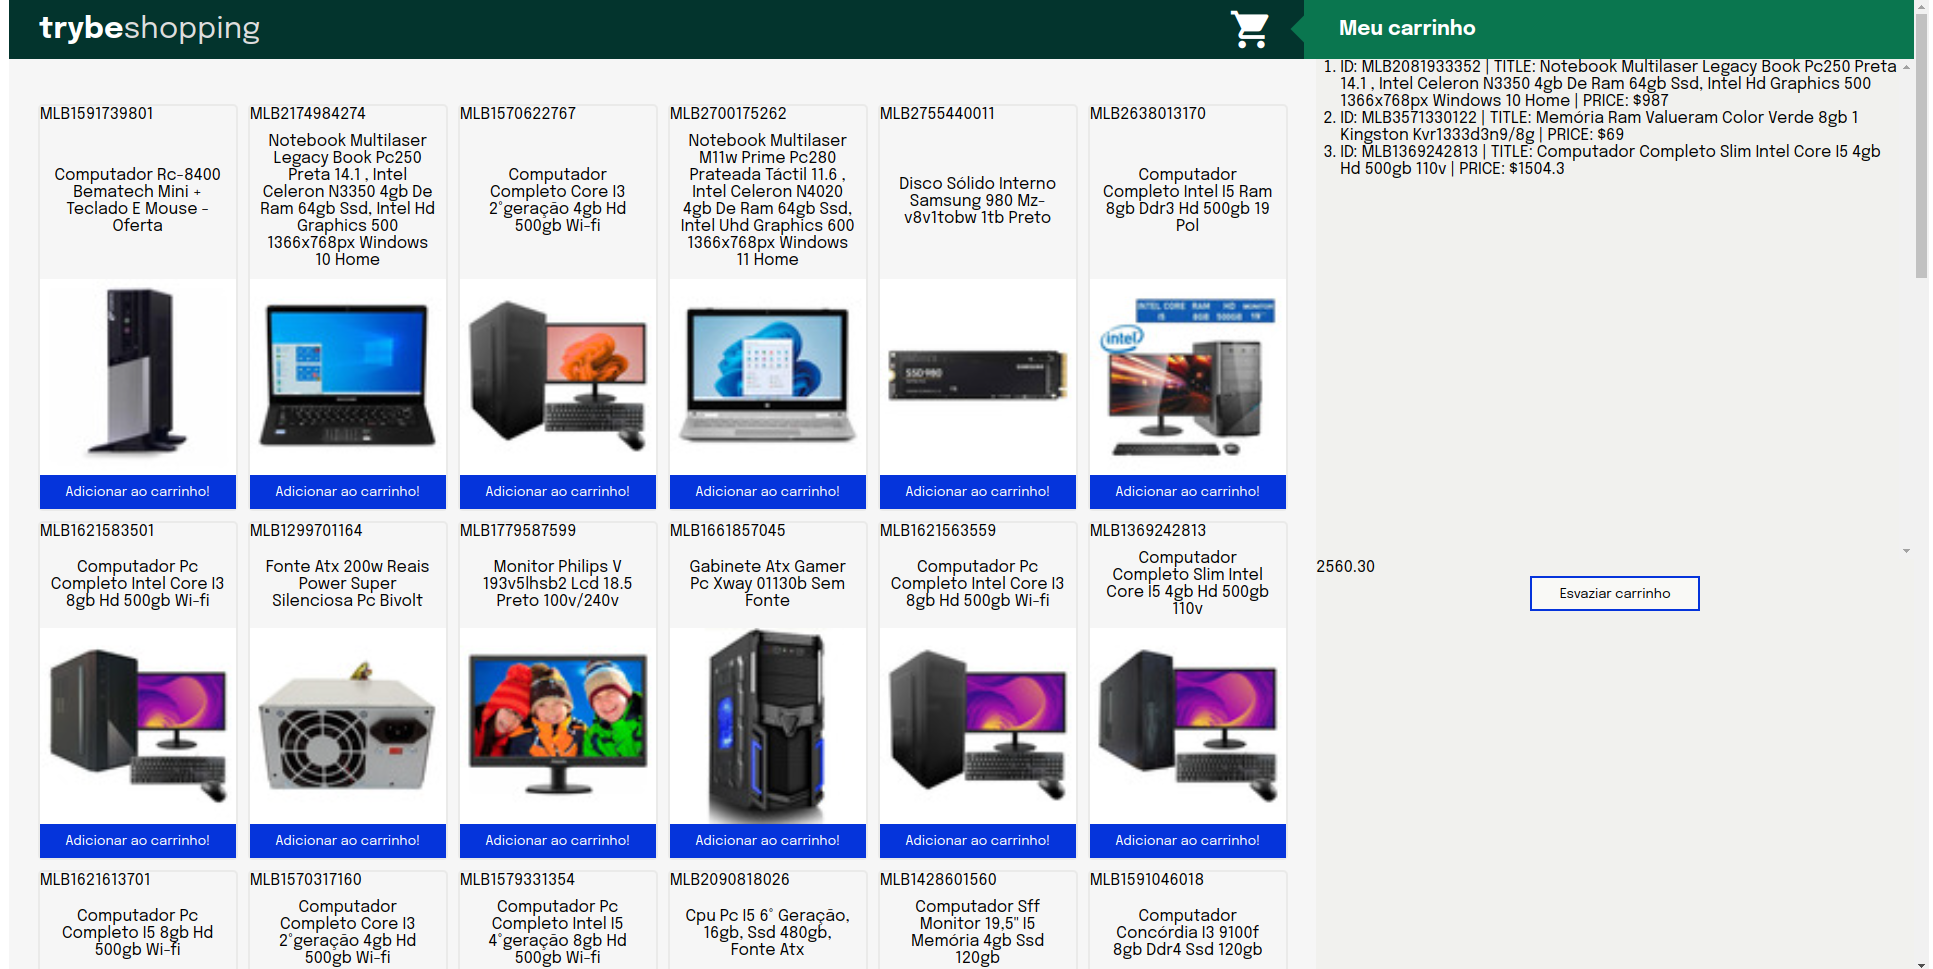 trybeshopping
Meu carrinho
MLB1591739801
Computador Rc-8400
Bematech Mini +
Teclado E Mouse -
Oferta
Adicionar ao carrinho!
MLB2174984274
Notebook Multilaser
Legacy Book Pc250
Preta 14.1 , Intel
Celeron N3350 4gb De
Ram 64gb Ssd, Intel Hd
Graphics 500
1366x768px Windows
10 Home
Adicionar ao carrinho!
MLB1570622767
Computador
Completo Core I3
2°geração 4gb Hd
500gb Wi-fi
Adicionar ao carrinho!
MLB2700175262
Notebook Multilaser
M11w Prime Pc280
Prateada Táctil 11.6 ,
Intel Celeron N4020
4gb De Ram 64gb Ssd,
Intel Uhd Graphics 600
1366x768px Windows
11 Home
Adicionar ao carrinho!
MLB2755440011
Disco Sólido Interno
Samsung 980 Mz-
v8v1tobw 1tb Preto
SSD 980
SAMSUNG
Adicionar ao carrinho!
MLB2638013170
Computador
Completo Intel I5 Ram
8gb Ddr3 Hd 500gb 19
Pol
INTEL CORE RAM HD MONITOR
I5 8GB 500GB 19"
intel
Adicionar ao carrinho!
MLB1621583501
Computador Pc
Completo Intel Core I3
8gb Hd 500gb Wi-fi
Adicionar ao carrinho!
MLB1299701164
Fonte Atx 200w Reais
Power Super
Silenciosa Pc Bivolt
Adicionar ao carrinho!
MLB1779587599
Monitor Philips V
193v5lhsb2 Lcd 18.5
Preto 100v/240v
Adicionar ao carrinho!
MLB1661857045
Gabinete Atx Gamer
Pc Xway 01130b Sem
Fonte
Adicionar ao carrinho!
MLB1621563559
Computador Pc
Completo Intel Core I3
8gb Hd 500gb Wi-fi
Adicionar ao carrinho!
MLB1369242813
Computador
Completo Slim Intel
Core I5 4gb Hd 500gb
110v
Adicionar ao carrinho!
MLB1621613701
Computador Pc
Completo I5 8gb Hd
500gb Wi-fi
MLB1570317160
Computador
Completo Core I3
2°geração 4gb Hd
500gb Wi-fi
MLB1579331354
Computador Pc
Completo Intel I5
4°geração 8gb Hd
500gb Wi-fi
MLB2090818026
Cpu Pc I5 6° Geração,
16gb, Ssd 480gb,
Fonte Atx
MLB1428601560
Computador Sff
Monitor 19,5" I5
Memória 4gb Ssd
120gb
MLB1591046018
Computador
Concórdia I3 9100f
8gb Ddr4 Ssd 120gb
1. ID: MLB2081933352 | TITLE: Notebook Multilaser Legacy Book Pc250 Preta
14.1 , Intel Celeron N3350 4gb De Ram 64gb Ssd, Intel Hd Graphics 500
1366x768px Windows 10 Home | PRICE: $987
2. ID: MLB3571330122 | TITLE: Memória Ram Valueram Color Verde 8gb 1
Kingston Kvr1333d3n9/8g | PRICE: $69
3. ID: MLB1369242813 | TITLE: Computador Completo Slim Intel Core I5 4gb
Hd 500gb 110v | PRICE: $1504.3
2560.30
Esvaziar carrinho